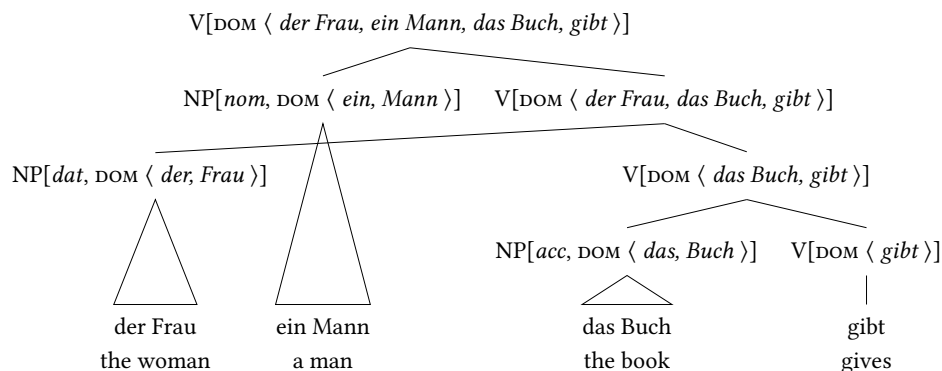 V[DOM ⟨ der Frau, ein Mann, das Buch, gibt ⟩]
NP[nom, DOM ⟨ ein, Mann ⟩] V[DOM ⟨ der Frau, das Buch, gibt ⟩]
NP[dat, DOM ⟨ der, Frau ⟩] V[DOM ⟨ das Buch, gibt ⟩]
NP[acc, DOM ⟨ das, Buch ⟩] V[DOM ⟨ gibt ⟩]
der Frau ein Mann das Buch gibt
the woman a man the book gives